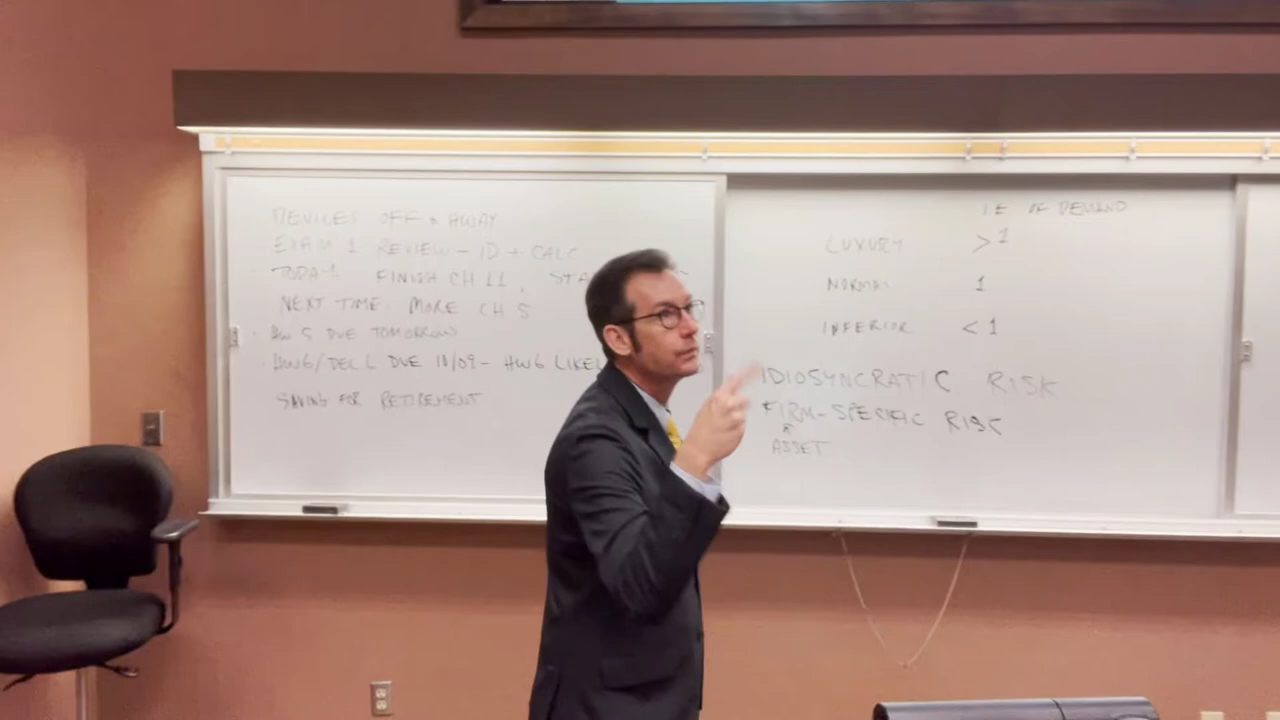 DEVICES OFF & AWAY
EXAM 1 REVIEW - ID + CALC
TODAY FINISH CH 11, STA
NEXT TIME: MORE CH 5
HW 5 DUE TOMORROW
HW6/DEL 6 DUE 10/09 - HW6 LIKEL
SAVING FOR RETIREMENT
I.E OF DEMAND
LUXURY >1
NORMAL 1
INFERIOR <1
IDIOSYNCRATIC RISK
FIRM-SPECIFIC RISK
ASSET